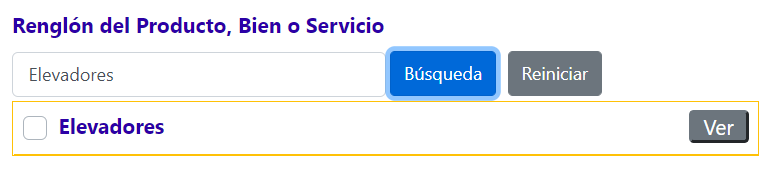 Renglón del Producto, Bien o Servicio
Elevadores Búsqueda Reiniciar
Elevadores Ver